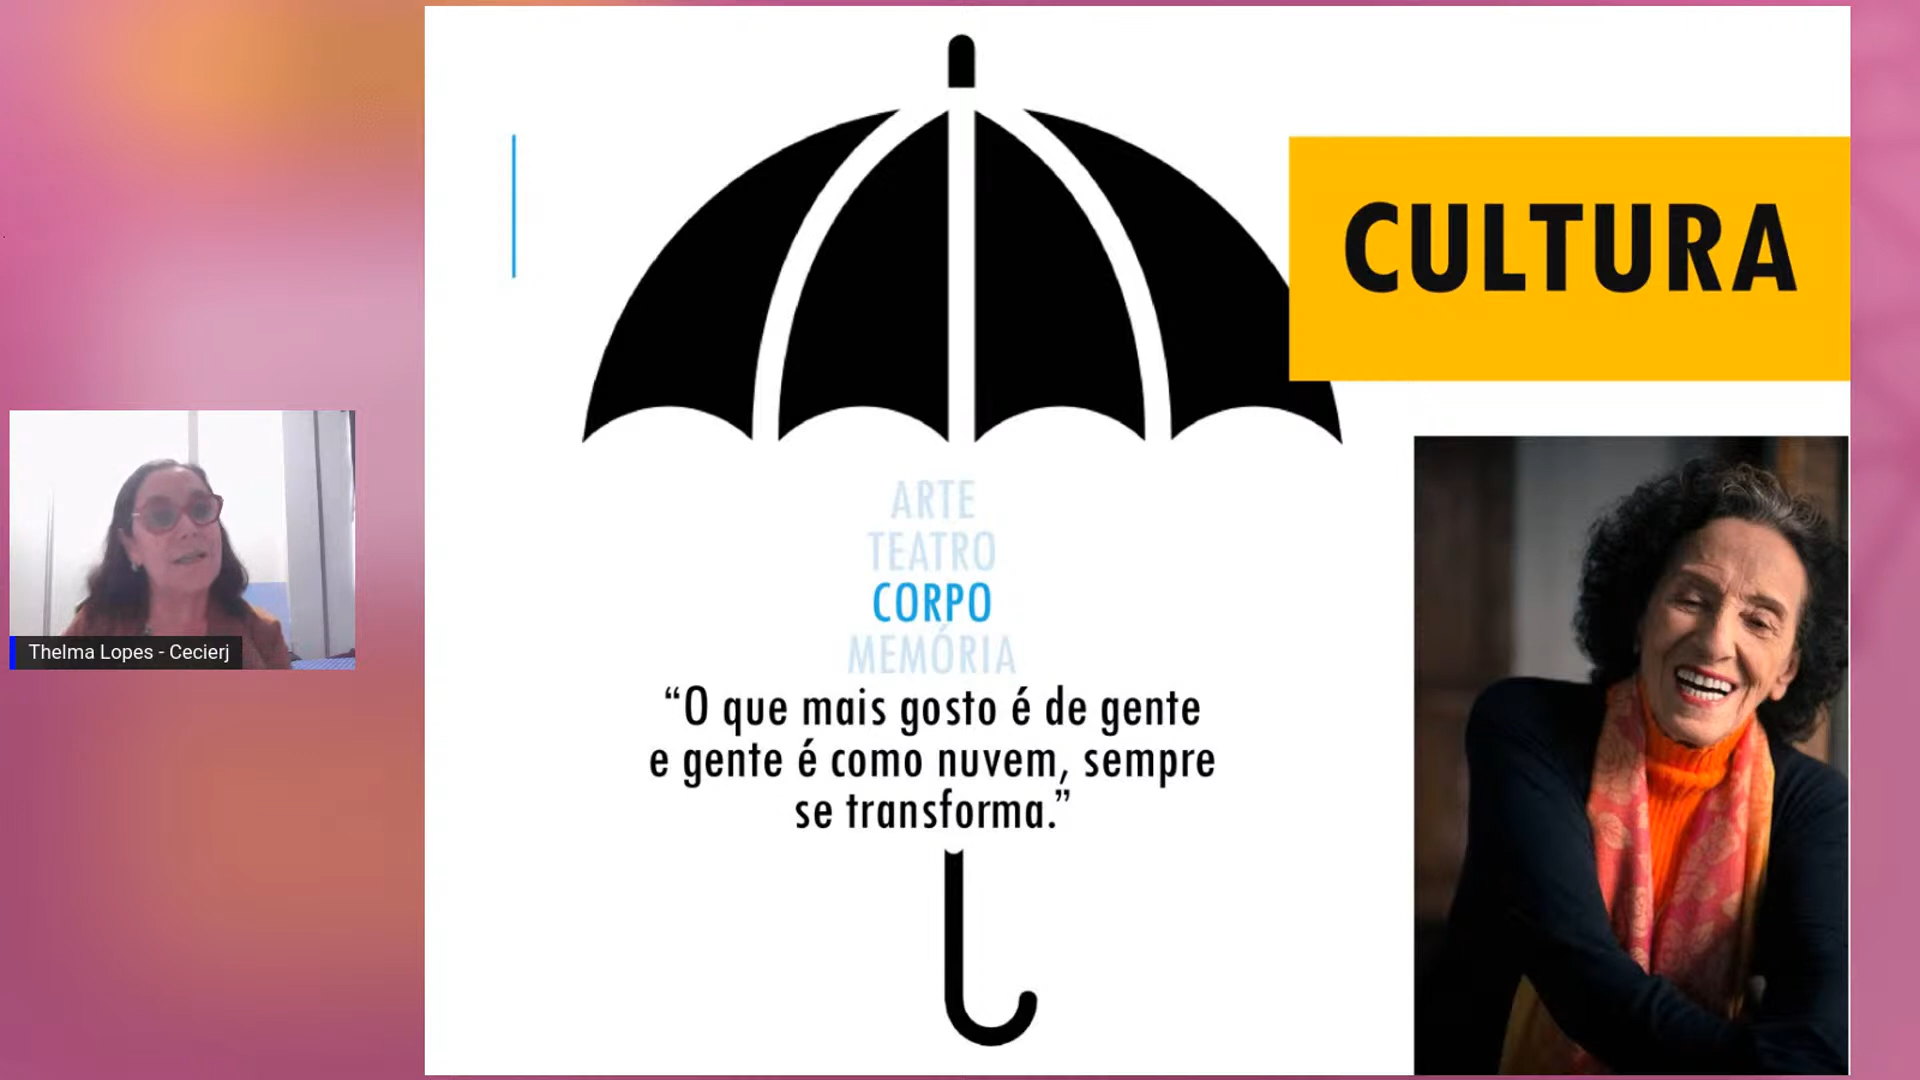 CULTURA
ARTE
TEATRO
CORPO
MEMÓRIA
“O que mais gosto é de gente
e gente é como nuvem, sempre
se transforma.”
Thelma Lopes - Cecierj